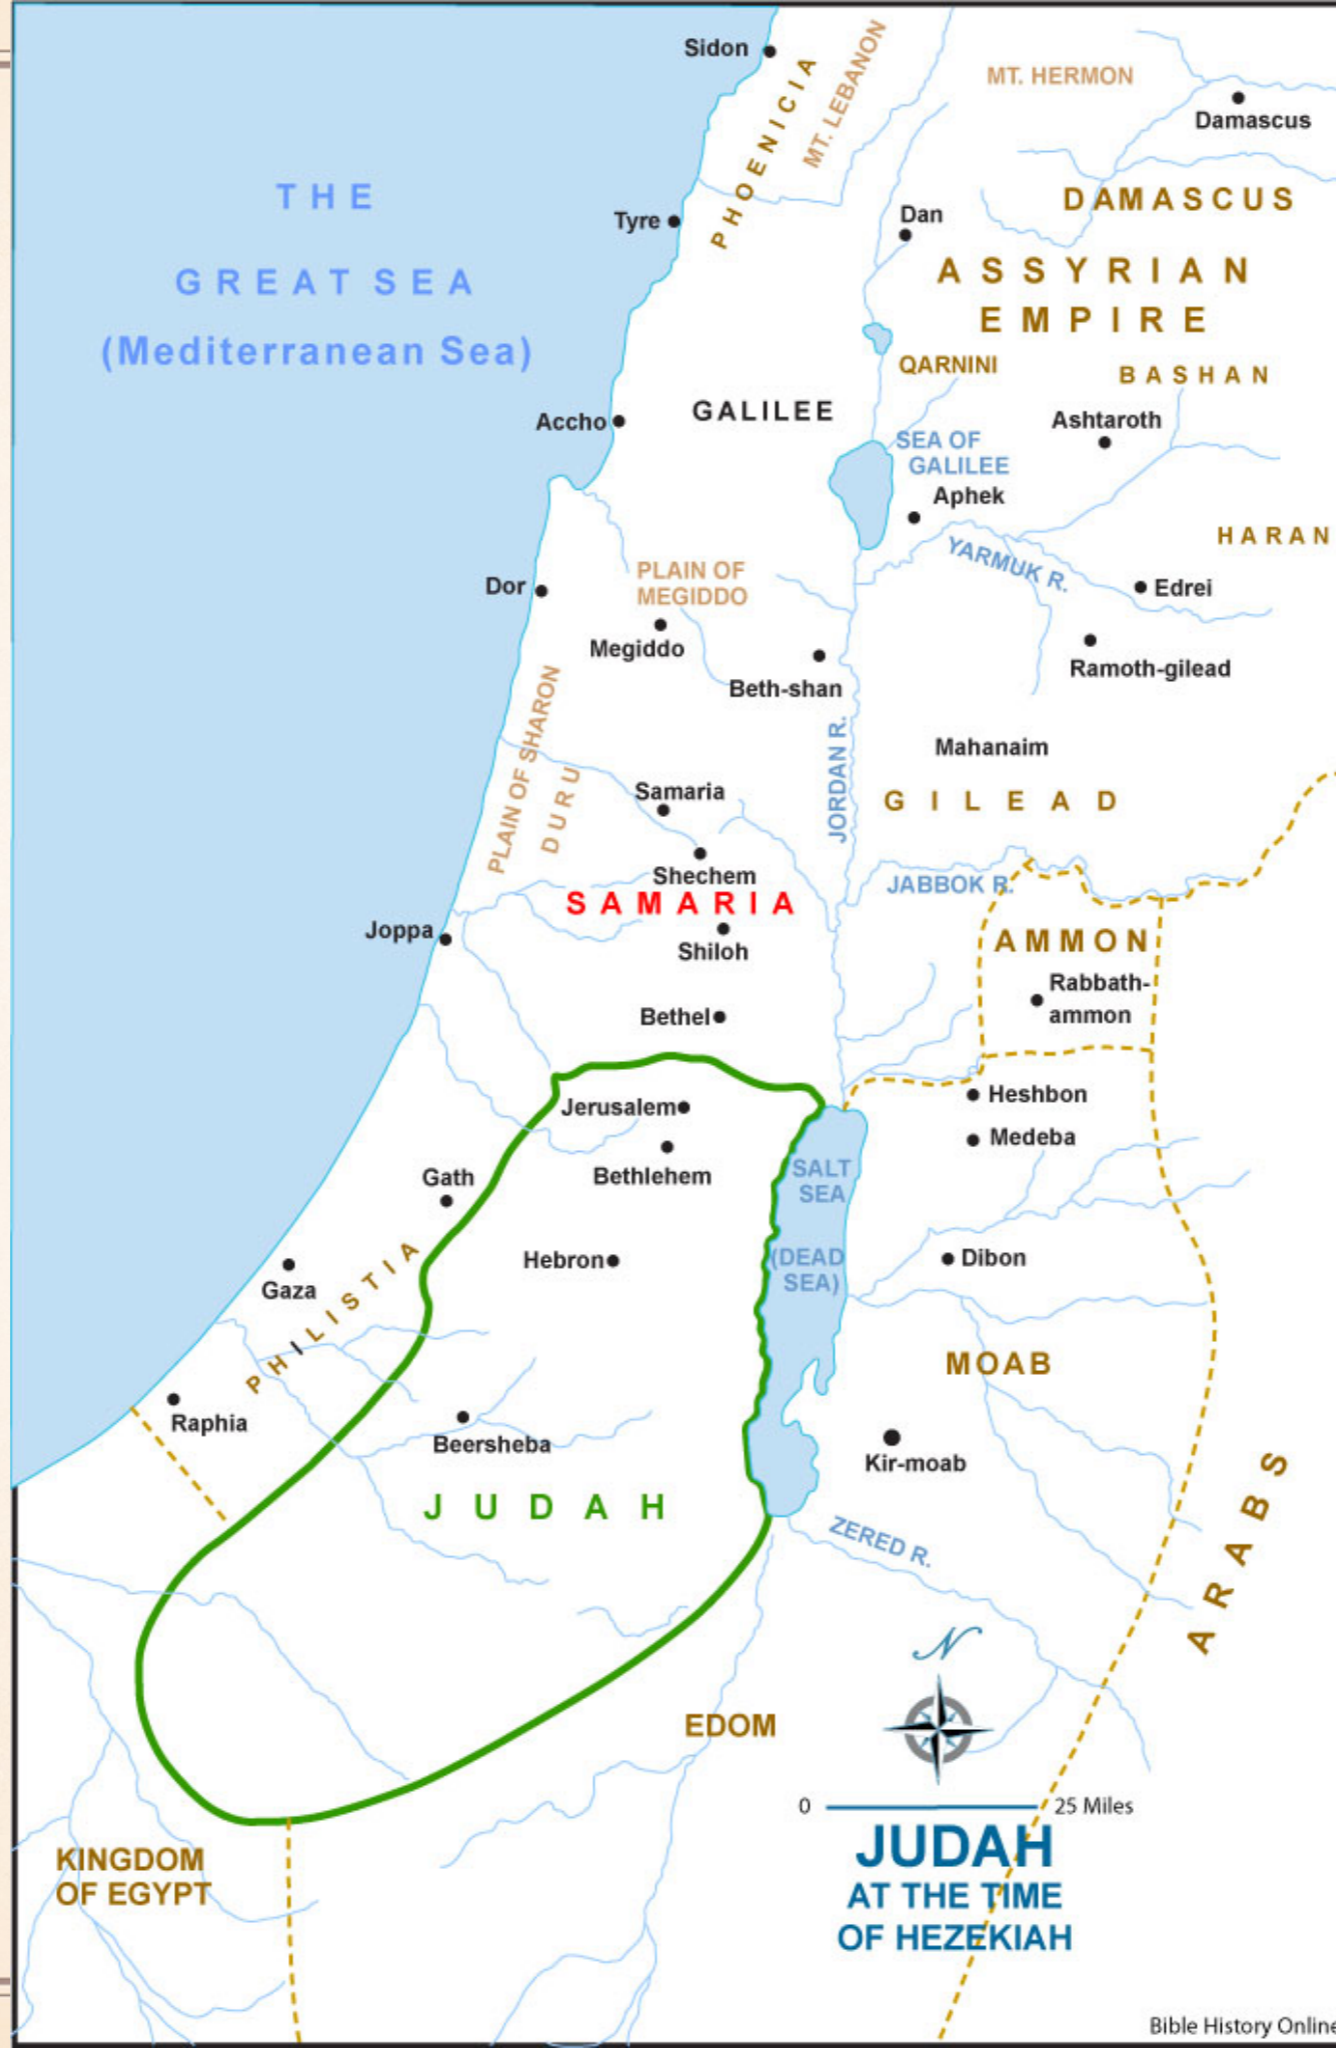 Sidon
PHOENICIA
MT. LEBANON
MT. HERMON
Damascus
THE
GREAT SEA
(Mediterranean Sea)
Tyre
Dan
DAMASCUS
ASSYRIAN
EMPIRE
QARNINI
BASHAN
Accho
GALILEE
Ashtaroth
SEA OF
GALILEE
Aphek
HARAN
YARMUK R.
Dor
PLAIN OF
MEGIDDO
Edrei
Megiddo
Ramoth-gilead
Beth-shan
PLAIN OF SHARON
DURU
JORDAN R.
Mahanaim
Samaria
GILEAD
Shechem
JABBOK R.
SAMARIA
Joppa
Shiloh
AMMON
Rabbath-
ammon
Bethel
Heshbon
Jerusalem
Medeba
Bethlehem
SALT
SEA
Gath
(DEAD
SEA)
Hebron
Dibon
Gaza
PHILISTIA
MOAB
Raphia
Beersheba
Kir-moab
JUDAH
ZERED R.
ARABS
N
EDOM
0
25 Miles
KINGDOM
OF EGYPT
JUDAH
AT THE TIME
OF HEZEKIAH
Bible History Online